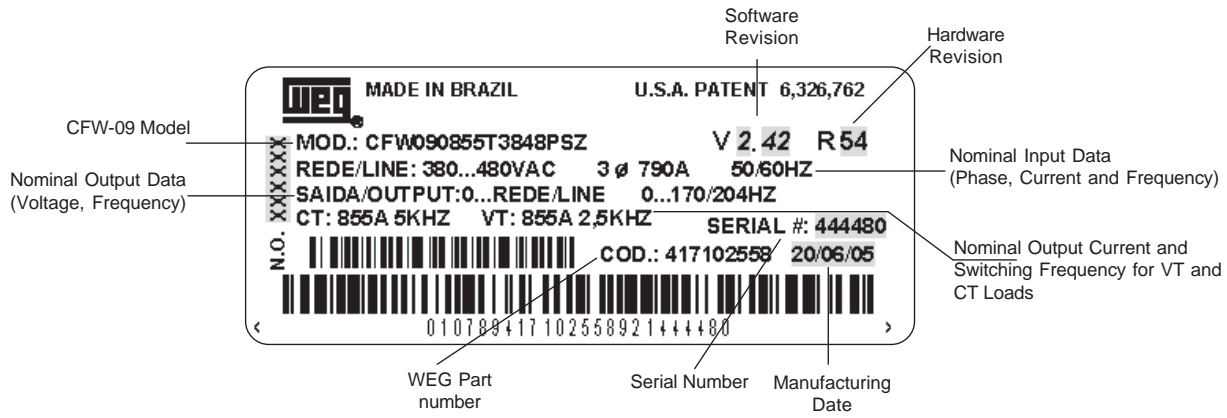 Software
Revision
Hardware
Revision
weg MADE IN BRAZIL U.S.A. PATENT 6,326,762
CFW-09 Model
MOD.: CFW090855T3848PSZ V 2.42 R54
REDE/LINE: 380...480VAC 3 ø 790A 50/60HZ
Nominal Input Data
(Phase, Current and Frequency)
Nominal Output Data
(Voltage, Frequency)
SAIDA/OUTPUT:0...REDE/LINE 0...170/204HZ
CT: 855A 5KHZ VT: 855A 2,5KHZ
SERIAL #: 444480
N.O. XXXXXX
COD.: 417102558 20/06/05
Nominal Output Current and
Switching Frequency for VT and
CT Loads
< 01078941710255892 1444480 >
WEG Part
number
Serial Number
Manufacturing
Date